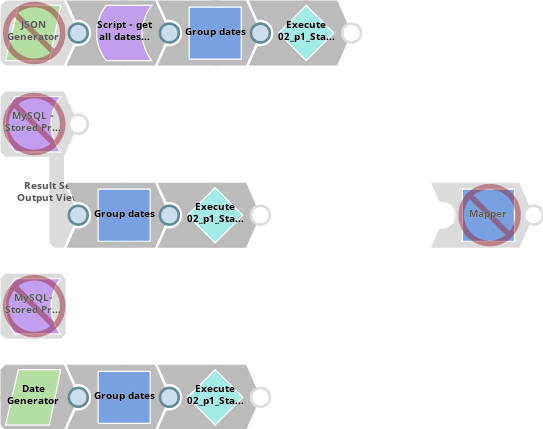 JSON
Generator
Script - get
all dates...
Group dates
Execute
02_p1_Sta...
MySQL -
Stored Pr...
Result Se
Output Vie
Group dates
Execute
02_p1_Sta...
Mapper
MySQL-
Stored Pr...
Date
Generator
Group dates
Execute
02_p1_Sta...